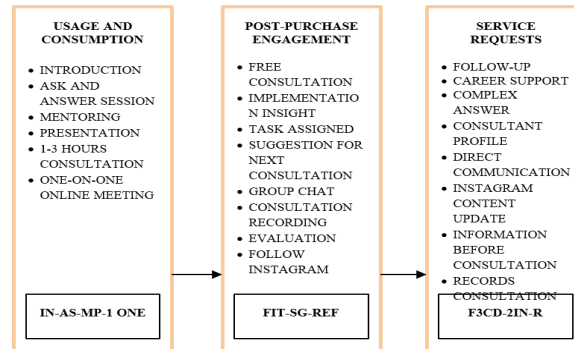 USAGE AND
CONSUMPTION
• INTRODUCTION
• ASK AND
ANSWER SESSION
• MENTORING
• PRESENTATION
• 1-3 HOURS
CONSULTATION
• ONE-ON-ONE
ONLINE MEETING
IN-AS-MP-1 ONE
POST-PURCHASE
ENGAGEMENT
• FREE
CONSULTATION
• IMPLEMENTATIO
N INSIGHT
• TASK ASSIGNED
• SUGGESTION FOR
NEXT
CONSULTATION
• GROUP CHAT
• CONSULTATION
RECORDING
• EVALUATION
• FOLLOW
INSTAGRAM
FIT-SG-REF
SERVICE
REQUESTS
• FOLLOW-UP
• CAREER SUPPORT
• COMPLEX
ANSWER
• CONSULTANT
PROFILE
• DIRECT
COMMUNICATION
• INSTAGRAM
CONTENT
UPDATE
• INFORMATION
BEFORE
CONSULTATION
• RECORDS
CONSULTATION
F3CD-2IN-R